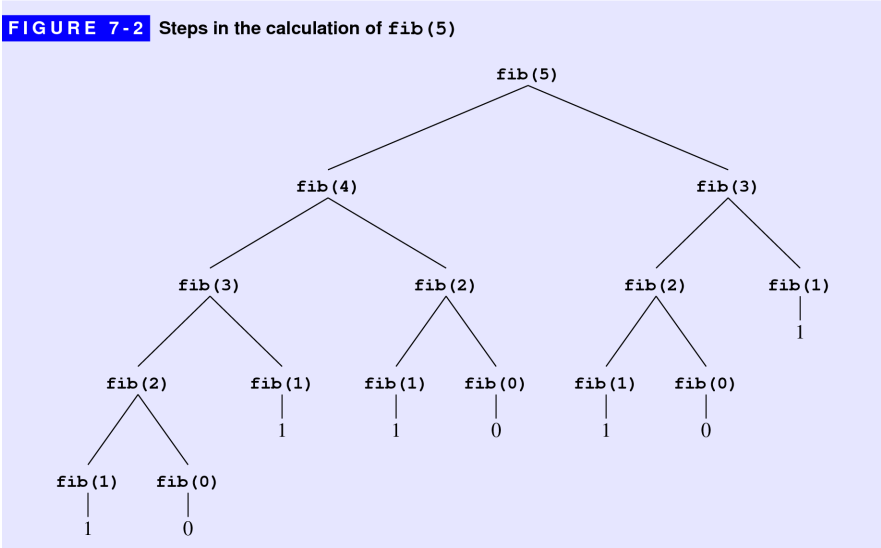 FIGURE 7-2 Steps in the calculation of fib(5)
fib(5)
fib(4) fib(3)
fib(3) fib(2) fib(2) fib(1)
1
fib(2) fib(1) fib(1) fib(0) fib(1) fib(0)
1 1 0 1 0
fib(1) fib(0)
1 0